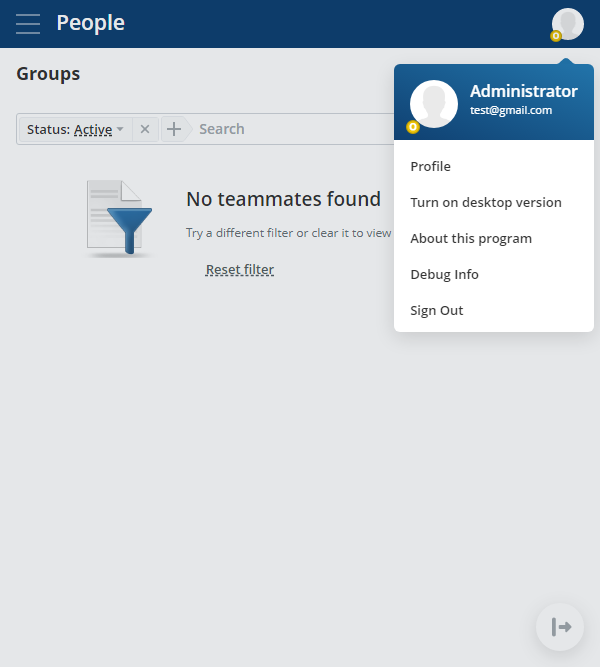 People
Groups
Administrator
test@gmail.com
Status: Active
Search
Profile
Turn on desktop version
About this program
Debug Info
Sign Out
No teammates found
Try a different filter or clear it to view
Reset filter